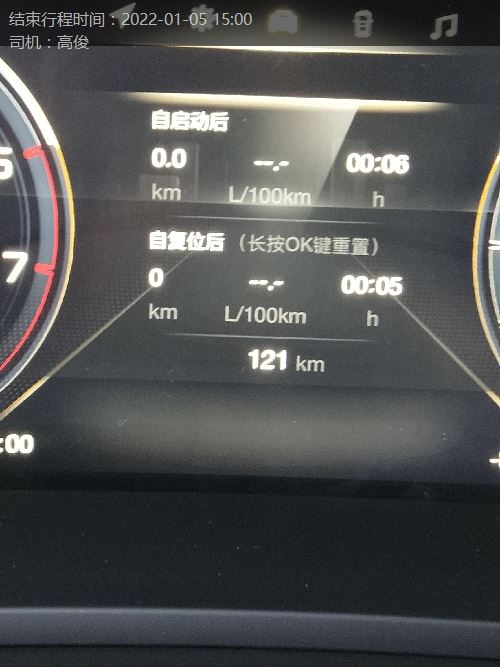 结束行程时间：2022-01-05 15:00
司机：高俊
自启动后
0.0 --.- 00:06
km L/100km h
自复位后（长按OK键重置）
0 --.- 00:05
km L/100km h
121 km
7
:00